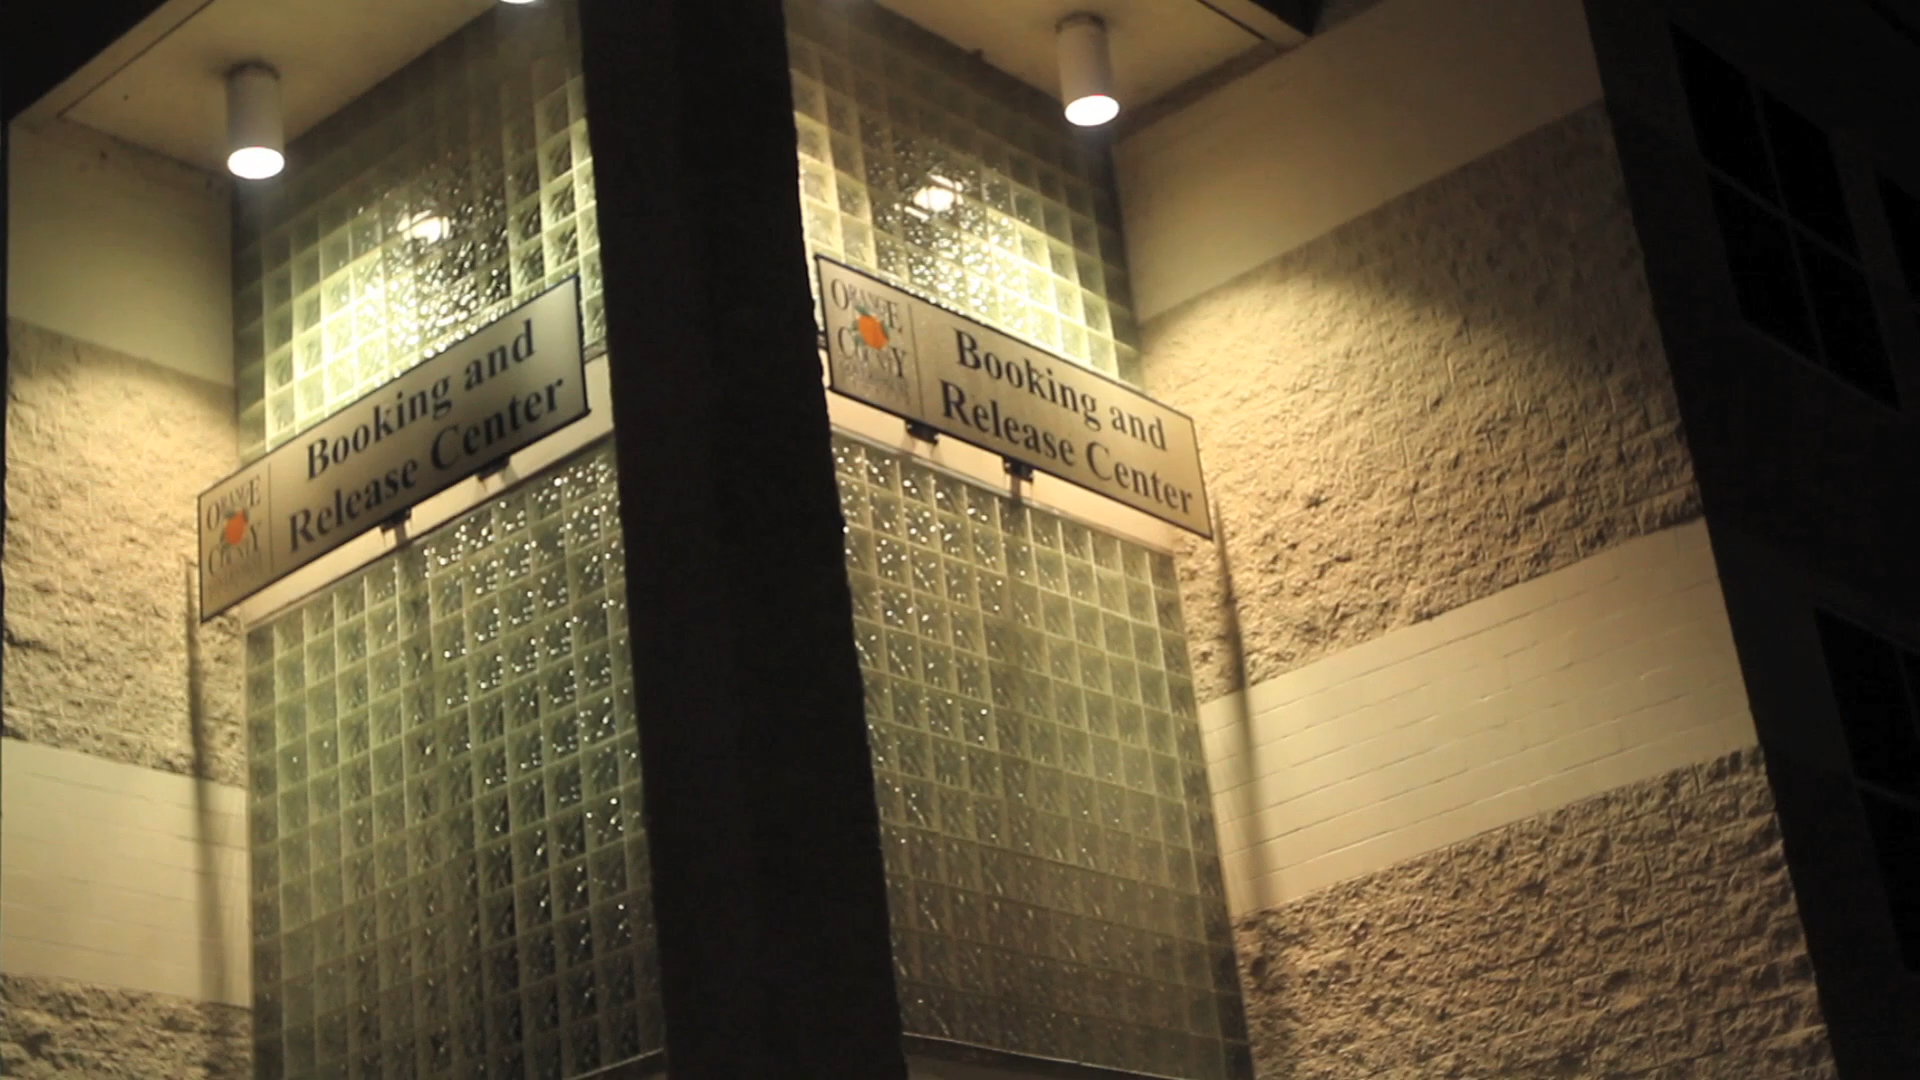 ORANGE
COUNTY
Booking and
Release Center
ORANGE
COUNTY
Booking and
Release Center